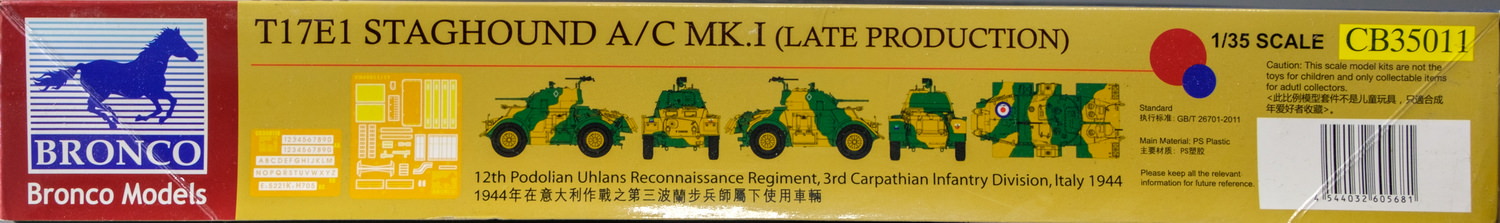 BRONCO
Bronco Models
T17E1 STAGHOUND A/C MK.I (LATE PRODUCTION)
1234567890
1234567890
ABCDEFGHIJKLM
NOPQRSTUVWXYZ
E-5221K-H705
12th Podolian Uhlans Reconnaissance Regiment, 3rd Carpathian Infantry Division, Italy 1944
1944年在意大利作戰之第三波蘭步兵師屬下使用車輛
1/35 SCALE
CB35011
Caution: This scale model kits are not the
toys for children and only collectable items
for adutl collectors.
<此比例模型套件不是儿童玩具，只適合成
年爱好者收藏>.
Standard
执行标准: GB/T 26701-2011
Main Material: PS Plastic
主要材质: PS塑胶
Please keep all the relevant
information for future reference.
4 544032 605681